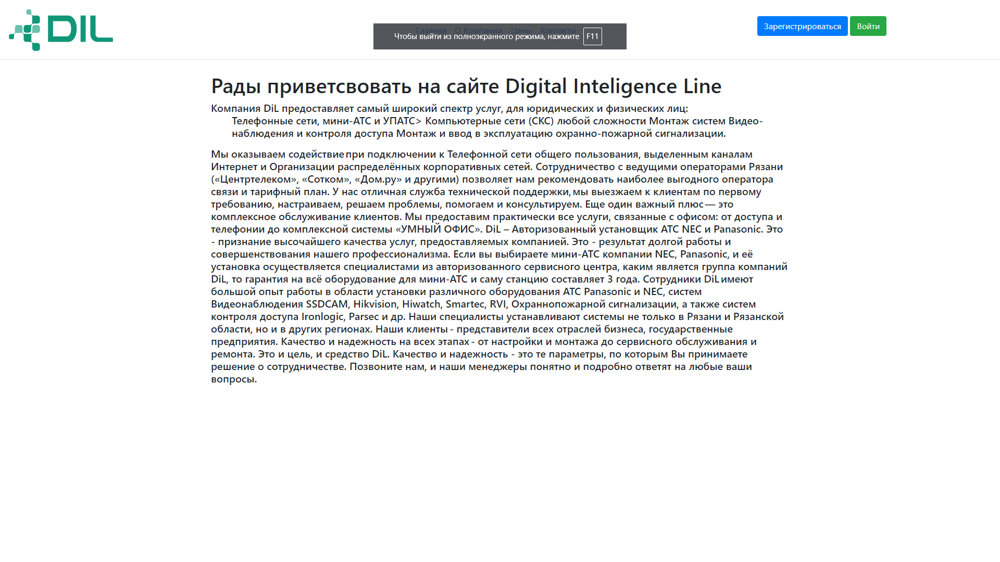 DIL
Главная О Компании Цены Контакты
Чтобы выйти из полноэкранного режима, нажмите F11
Зарегистрироваться Войти
Рады приветсвовать на сайте Digital Inteligence Line
Компания DiL предоставляет самый широкий спектр услуг, для юридических и физических лиц:
Телефонные сети, мини-АТС и УПАТС> Компьютерные сети (СКС) любой сложности Монтаж систем Видео-
наблюдения и контроля доступа Монтаж и ввод в эксплуатацию охранно-пожарной сигнализации.
Мы оказываем содействие при подключении к Телефонной сети общего пользования, выделенным каналам
Интернет и Организации распределённых корпоративных сетей. Сотрудничество с ведущими операторами Рязани
(«Центртелеком», «Сотком», «Дом.ру» и другими) позволяет нам рекомендовать наиболее выгодного оператора
связи и тарифный план. У нас отличная служба технической поддержки, мы выезжаем к клиентам по первому
требованию, настраиваем, решаем проблемы, помогаем и консультируем. Еще один важный плюс — это
комплексное обслуживание клиентов. Мы предоставим практически все услуги, связанные с офисом: от доступа и
телефонии до комплексной системы «УМНЫЙ ОФИС». DiL – Авторизованный установщик АТС NEC и Panasonic. Это
- признание высочайшего качества услуг, предоставляемых компанией. Это - результат долгой работы и
совершенствования нашего профессионализма. Если вы выбираете мини-АТС компании NEC, Panasonic, и её
установка осуществляется специалистами из авторизованного сервисного центра, каким является группа компаний
DiL, то гарантия на всё оборудование для мини-АТС и саму станцию составляет 3 года. Сотрудники DiL имеют
большой опыт работы в области установки различного оборудования АТС Panasonic и NEC, систем
Видеонаблюдения SSDCAM, Hikvision, Hiwatch, Smartec, RVI, Охраннопожарной сигнализации, а также систем
контроля доступа Ironlogic, Parsec и др. Наши специалисты устанавливают системы не только в Рязани и Рязанской
области, но и в других регионах. Наши клиенты - представители всех отраслей бизнеса, государственные
предприятия. Качество и надежность на всех этапах - от настройки и монтажа до сервисного обслуживания и
ремонта. Это и цель, и средство DiL. Качество и надежность - это те параметры, по которым Вы принимаете
решение о сотрудничестве. Позвоните нам, и наши менеджеры понятно и подробно ответят на любые ваши
вопросы.